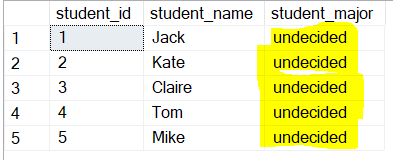 student_id student_name student_major
1 1 Jack undecided
2 2 Kate undecided
3 3 Claire undecided
4 4 Tom undecided
5 5 Mike undecided